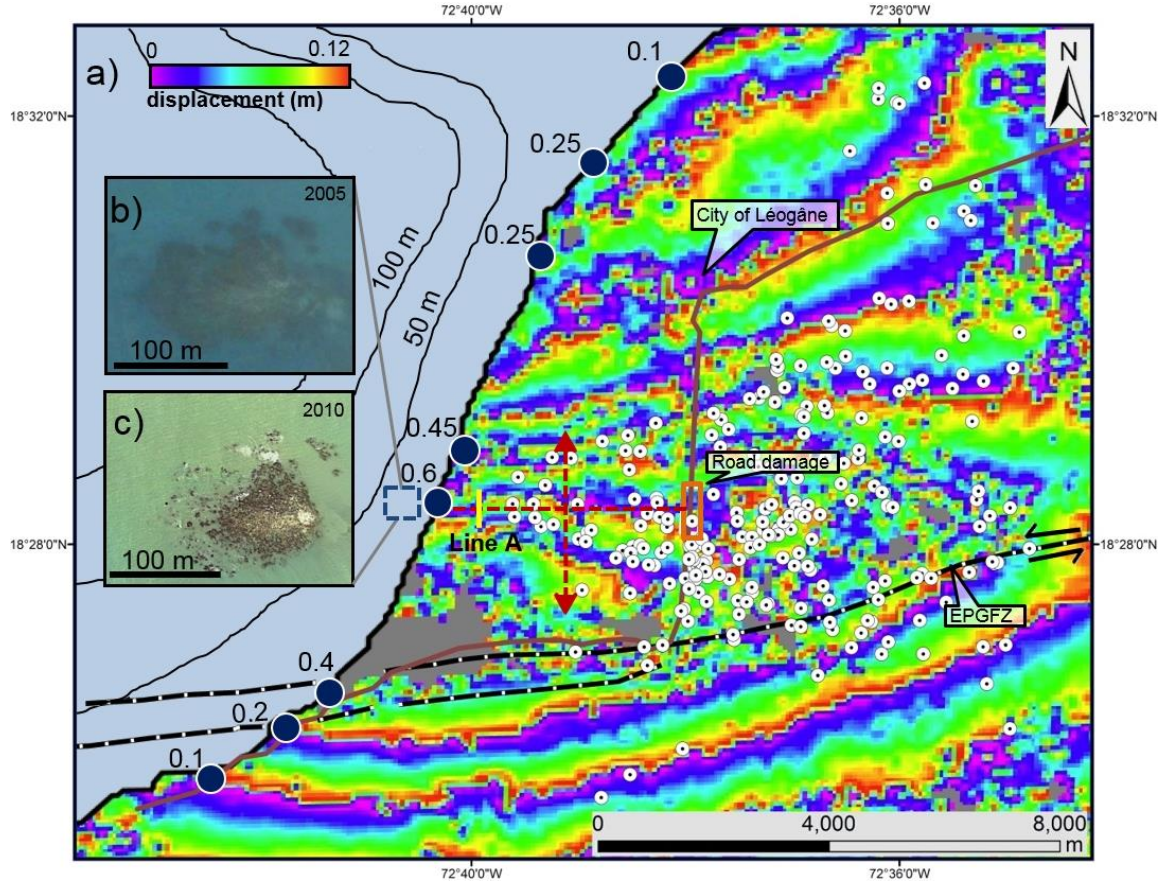 72°40'0"W
72°36'0"W
a)
0
0.12
displacement (m)
0.1
N
18°32'0"N
18°32'0"N
0.25
b)
2005
City of Léogâne
0.25
100 m
50 m
100 m
c)
2010
0.45
Road damage
0.6
Line A
18°28'0"N
18°28'0"N
100 m
EPGFZ
0.4
0.2
0.1
0
4,000
8,000
m
72°40'0"W
72°36'0"W